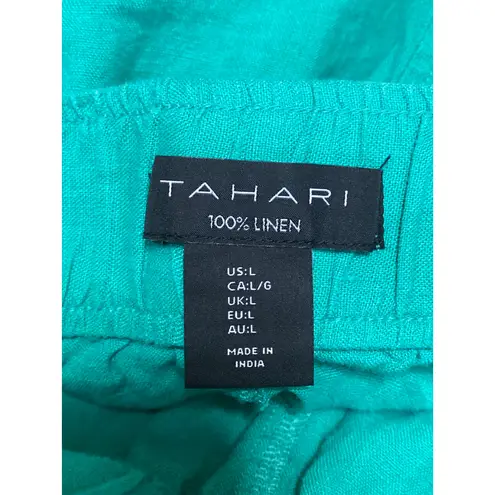 TAHARI
100% LINEN
US:L
CA:L/G
UK:L
EU:L
AU:L
MADE IN
INDIA